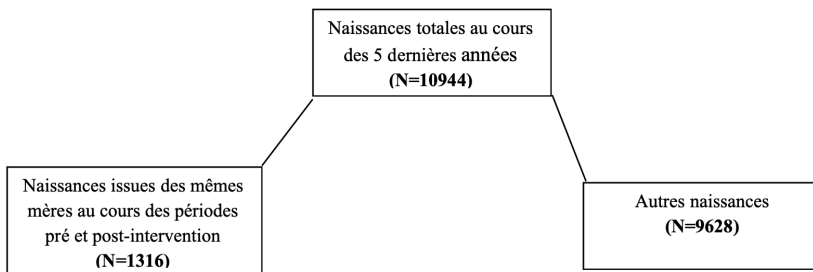 Naissances totales au cours
des 5 dernières années
(N=10944)
Naissances issues des mêmes
mères au cours des périodes
pré et post-intervention
(N=1316)
Autres naissances
(N=9628)